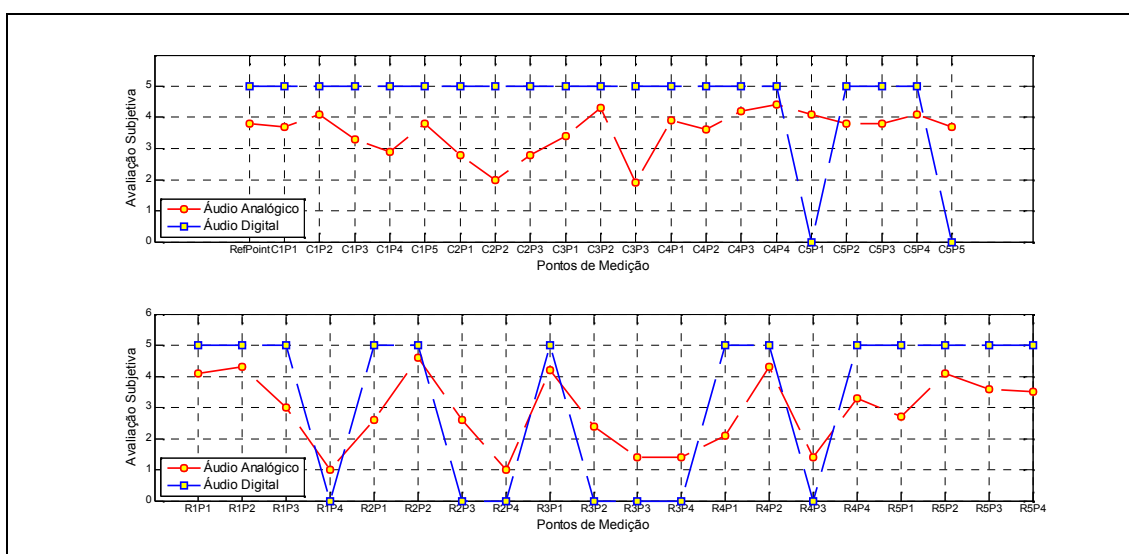 5
4
3
2
1
0
Avaliação Subjetiva
Áudio Analógico
Áudio Digital
RefPoint C1P1 C1P2 C1P3 C1P4 C1P5 C2P1 C2P2 C2P3 C3P1 C3P2 C3P3 C4P1 C4P2 C4P3 C4P4 C5P1 C5P2 C5P3 C5P4 C5P5
Pontos de Medição
6
5
4
3
2
1
0
Avaliação Subjetiva
Áudio Analógico
Áudio Digital
R1P1 R1P2 R1P3 R1P4 R2P1 R2P2 R2P3 R2P4 R3P1 R3P2 R3P3 R3P4 R4P1 R4P2 R4P3 R4P4 R5P1 R5P2 R5P3 R5P4
Pontos de Medição